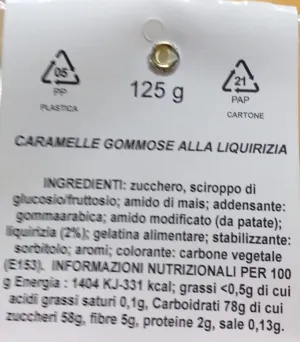 05
PP
PLASTICA
125 g
21
PAP
CARTONE
CARAMELLE GOMMOSE ALLA LIQUIRIZIA
INGREDIENTI: zucchero, sciroppo di
glucosio/fruttosio; amido di mais; addensante:
gommaarabica; amido modificato (da patate);
liquirizia (2%); gelatina alimentare; stabilizzante:
sorbitolo; aromi; colorante: carbone vegetale
(E153). INFORMAZIONI NUTRIZIONALI PER 100
g Energia : 1404 KJ-331 kcal; grassi <0,5g di cui
acidi grassi saturi 0,1g, Carboidrati 78g di cui
zuccheri 58g, fibre 5g, proteine 2g, sale 0,13g.